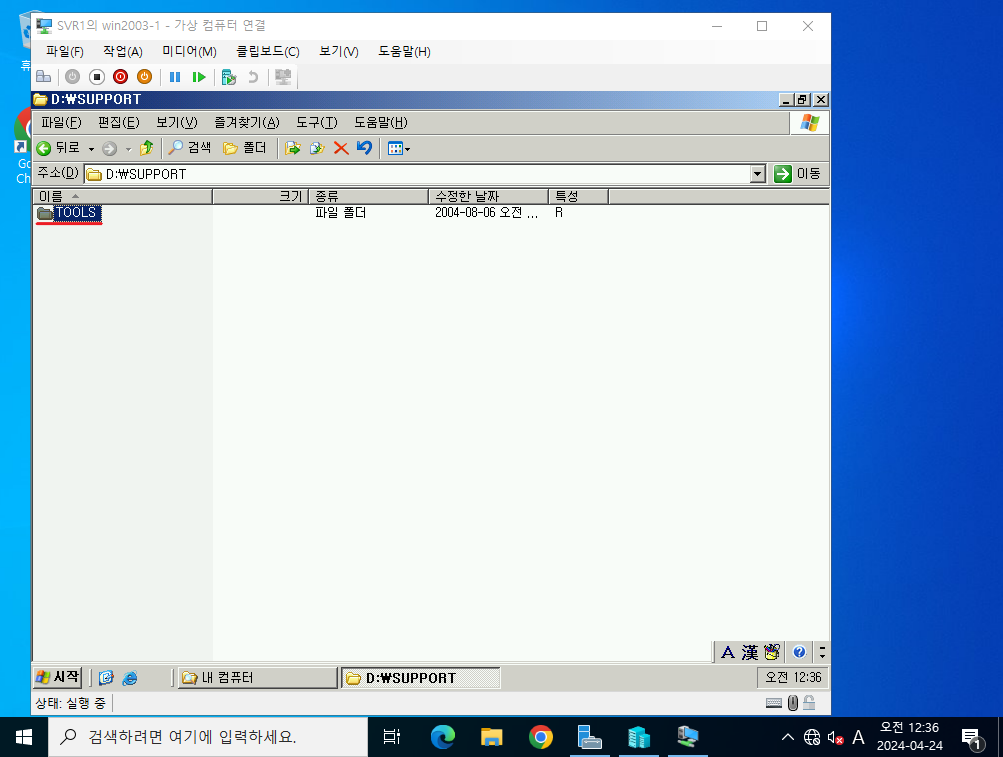 SVR1의 win2003-1 - 가상 컴퓨터 연결
파일(F) 작업(A) 미디어(M) 클립보드(C) 보기(V) 도움말(H)
D:₩SUPPORT
파일(F) 편집(E) 보기(V) 즐겨찾기(A) 도구(T) 도움말(H)
뒤로 검색 폴더
주소(D) D:₩SUPPORT 이동
이름 크기 종류 수정한 날짜 특성
TOOLS 파일 폴더 2004-08-06 오전 ... R
A 漢
시작 내 컴퓨터 D:₩SUPPORT 오전 12:36
상태: 실행 중
검색하려면 여기에 입력하세요. A 오전 12:36
2024-04-24 1